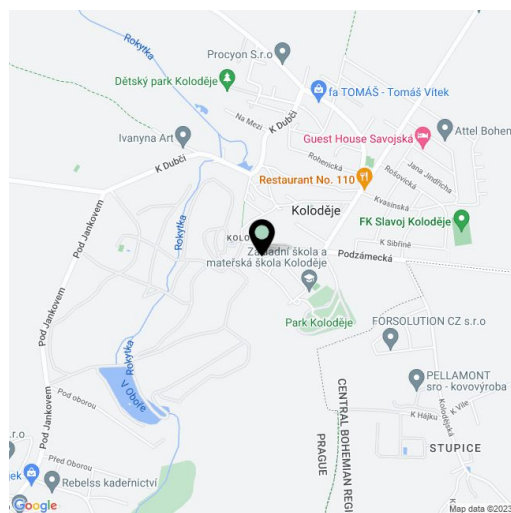 Rokytka
Procyon S.r.o
Dětský park Koloděje
fa TOMÁŠ - Tomáš Vítek
Na Mezi
K Dubči
Ivanyna Art
Guest House Savojská
Attel Bohem
K Dubči
Rohenická
Jana Jindřicha
Restaurant No. 110
Rošovická
Kvasinská
Koloděje
FK Slavoj Koloděje
Pod Jankovem
Rokytka
KOLO
K Sibřině
Základní škola a
mateřská škola Koloděje
Podzámecká
Park Koloděje
FORSOLUTION CZ s.r.o
Pod Jankovem
Rokytka
V Oboře
PELLAMONT
sro - kovovýroba
Pod oborou
CENTRAL BOHEMIAN REGI
PRAGUE
K Hájku
K Vile
Kolodějská
STUPICE
.r.o
Před Oborou
ek
Rebelss kadeřnictví
Google
Map data ©2023